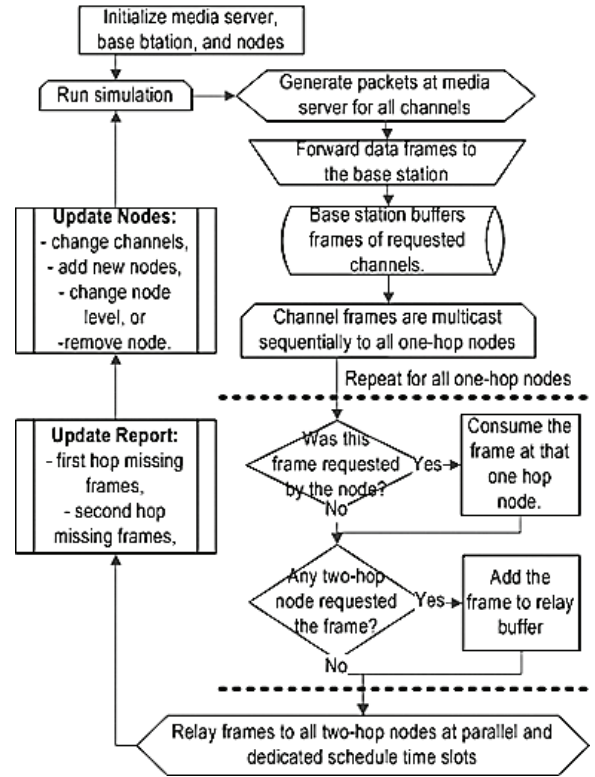 Initialize media server,
base btation, and nodes
Run simulation
Generate packets at media
server for all channels
Forward data frames to
the base station
Base station buffers
frames of requested
channels.
Channel frames are multicast
sequentially to all one-hop nodes
Repeat for all one-hop nodes
Was this
frame requested
by the node?
Yes
No
Consume the
frame at that
one hop
node.
Any two-hop
node requested
the frame?
Yes
No
Add the
frame to relay
buffer
Relay frames to all two-hop nodes at parallel and
dedicated schedule time slots
Update Report:
- first hop missing
frames,
- second hop
missing frames,
Update Nodes:
- change channels,
- add new nodes,
- change node
level, or
-remove node.